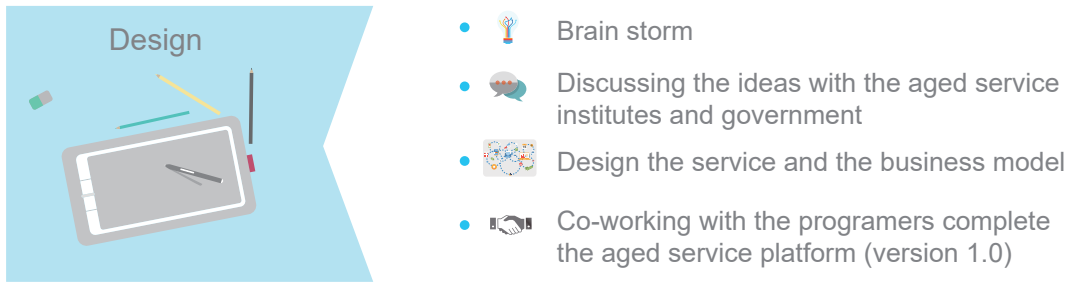 Design
Brain storm
Discussing the ideas with the aged service
institutes and government
Design the service and the business model
Co-working with the programers complete
the aged service platform (version 1.0)